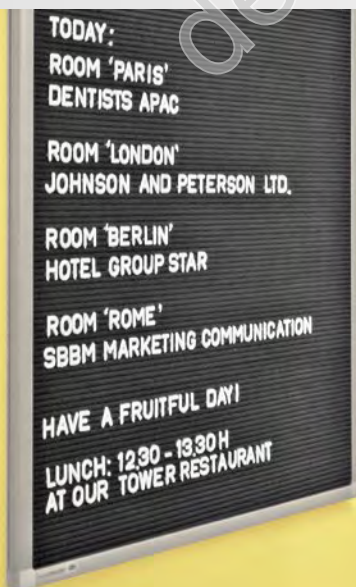 TODAY:
ROOM 'PARIS'
DENTISTS APAC
ROOM 'LONDON'
JOHNSON AND PETERSON LTD.
ROOM 'BERLIN'
HOTEL GROUP STAR
ROOM 'ROME'
SBBM MARKETING COMMUNICATION
HAVE A FRUITFUL DAY!
LUNCH: 12.30 - 13.30 H
AT OUR TOWER RESTAURANT